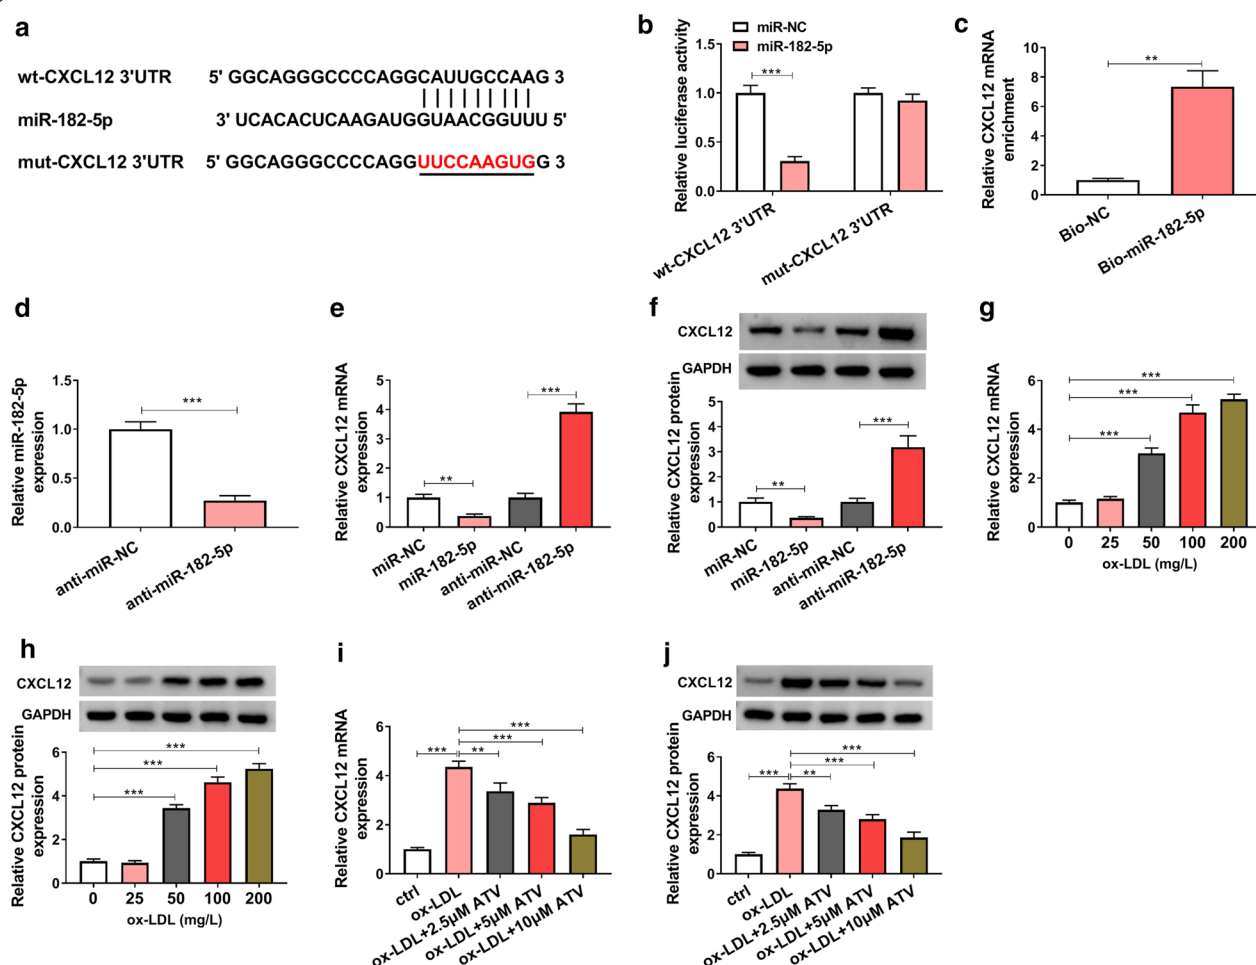 a
wt-CXCL12 3'UTR 5' GGCAGGGCCCCAGGCAUUGCCAAG 3
miR-182-5p 3' UCACACUCAAGAUGGUAACGGUUU 5'
mut-CXCL12 3'UTR 5' GGCAGGGCCCCAGGUUCCAAGUGG 3
b
miR-NC
miR-182-5p
Relative luciferase activity
1.5
1.0
0.5
0.0
***
wt-CXCL12 3'UTR
mut-CXCL12 3'UTR
c
Relative CXCL12 mRNA
enrichment
10
8
6
4
2
0
**
Bio-NC
Bio-miR-182-5p
d
Relative miR-182-5p
expression
1.5
1.0
0.5
0.0
***
anti-miR-NC
anti-miR-182-5p
e
Relative CXCL12 mRNA
expression
5
4
3
2
1
0
**
***
miR-NC
miR-182-5p
anti-miR-NC
anti-miR-182-5p
f
CXCL12
GAPDH
Relative CXCL12 protein
expression
5
4
3
2
1
0
**
***
miR-NC
miR-182-5p
anti-miR-NC
anti-miR-182-5p
g
Relative CXCL12 mRNA
expression
6
4
2
0
***
***
***
0 25 50 100 200
ox-LDL (mg/L)
h
CXCL12
GAPDH
Relative CXCL12 protein
expression
6
4
2
0
***
***
***
0 25 50 100 200
ox-LDL (mg/L)
i
Relative CXCL12 mRNA
expression
6
4
2
0
***
***
*** **
ctrl
ox-LDL
ox-LDL+2.5μM ATV
ox-LDL+5μM ATV
ox-LDL+10μM ATV
j
CXCL12
GAPDH
Relative CXCL12 protein
expression
6
4
2
0
***
***
*** **
ctrl
ox-LDL
ox-LDL+2.5μM ATV
ox-LDL+5μM ATV
ox-LDL+10μM ATV